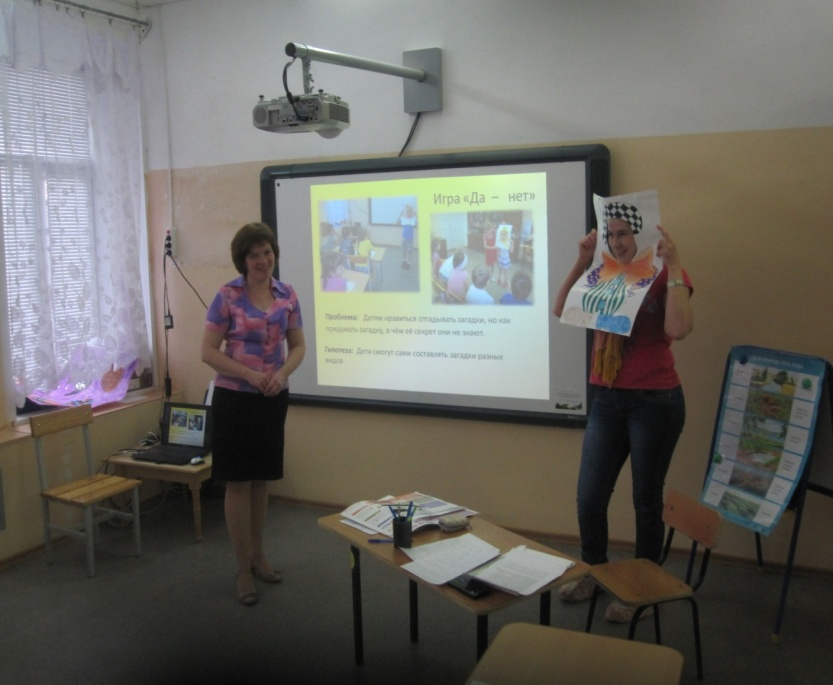 Игра «Да – нет»
Проблема: Детям нравиться отгадывать загадки, но как
придумать загадку, в чём её секрет они не знают.
Гипотеза: Дети смогут сами составлять загадки разных
видов